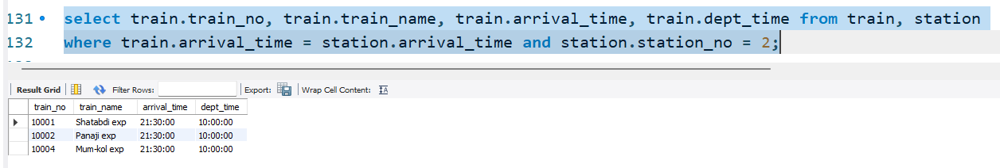 131 select train.train_no, train.train_name, train.arrival_time, train.dept_time from train, station
132 where train.arrival_time = station.arrival_time and station.station_no = 2;
Result Grid Filter Rows: Export: Wrap Cell Content:
train_no train_name arrival_time dept_time
10001 Shatabdi exp 21:30:00 10:00:00
10002 Panaji exp 21:30:00 10:00:00
10004 Mum-kol exp 21:30:00 10:00:00